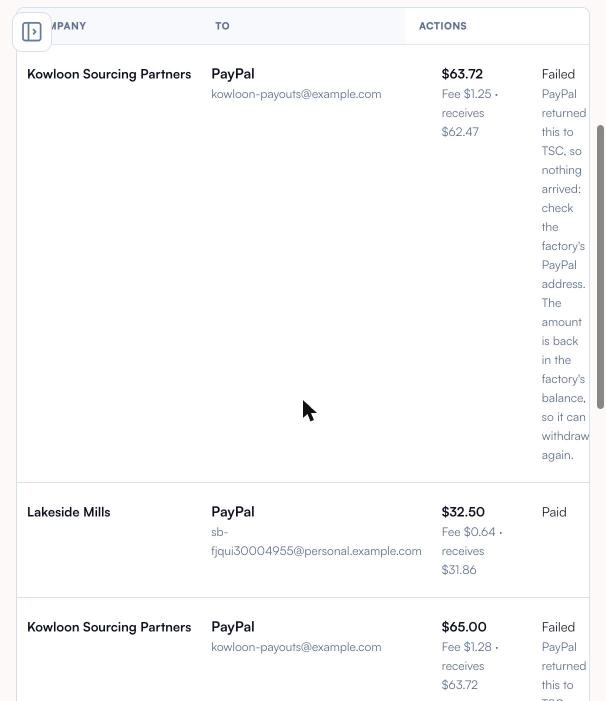 MPANY TO ACTIONS
Kowloon Sourcing Partners PayPal $63.72 Failed
kowloon-payouts@example.com Fee $1.25 · PayPal
receives returned
$62.47 this to
TSC, so
nothing
arrived:
check
the
factory's
PayPal
address.
The
amount
is back
in the
factory's
balance,
so it can
withdraw
again.
Lakeside Mills PayPal $32.50 Paid
sb- Fee $0.64 ·
fjqui30004955@personal.example.com receives
$31.86
Kowloon Sourcing Partners PayPal $65.00 Failed
kowloon-payouts@example.com Fee $1.28 · PayPal
receives returned
$63.72 this to